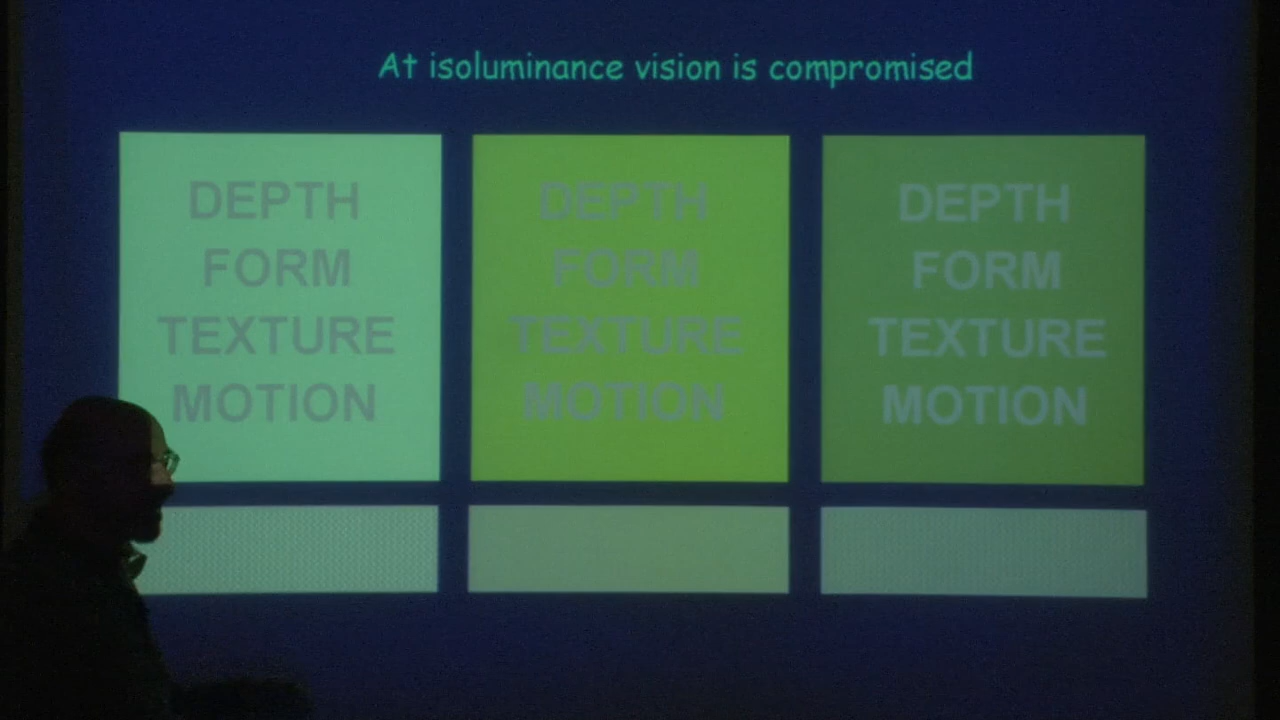 At isoluminance vision is compromised
DEPTH
FORM
TEXTURE
MOTION
DEPTH
FORM
TEXTURE
MOTION
DEPTH
FORM
TEXTURE
MOTION